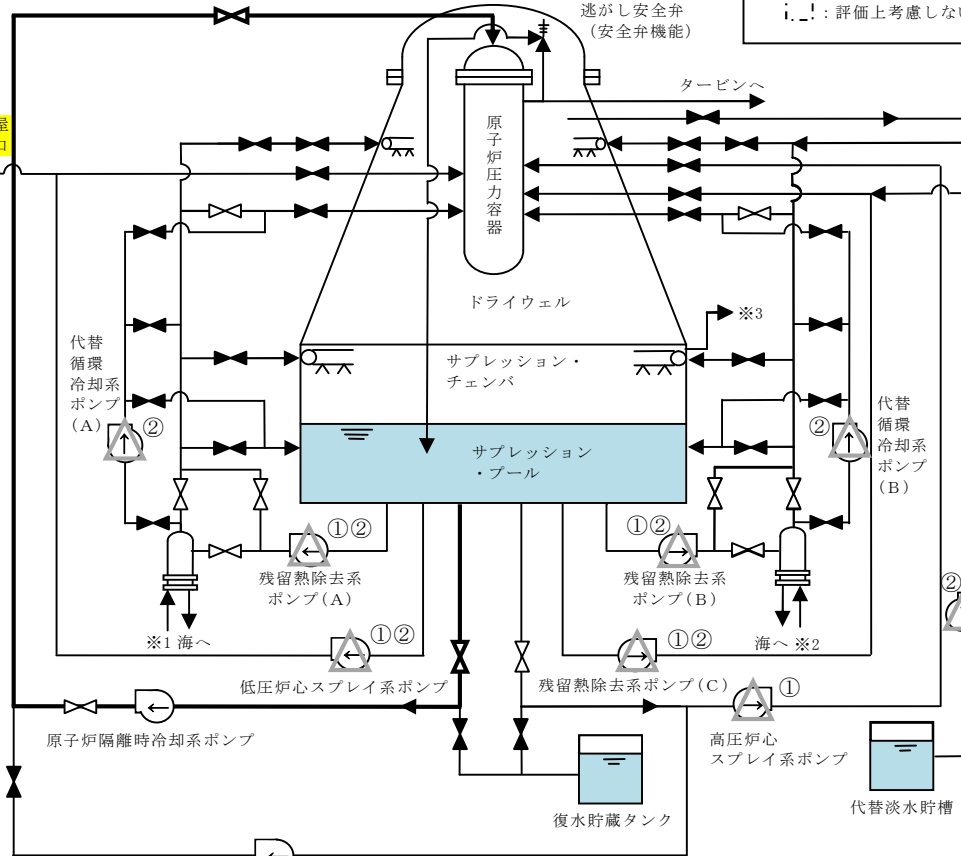 逃がし安全弁
(安全弁機能)
：評価上考慮しない
タービンへ
屋
ロ
原子炉圧力容器
ドライウェル
※3
代替
循環
冷却系
ポンプ
(A)
②
サプレッション・
チェンバ
サプレッション
・プール
②
代替
循環
冷却系
ポンプ
(B)
①②
残留熱除去系
ポンプ(A)
①②
残留熱除去系
ポンプ(B)
②
※1 海へ
海へ ※2
①②
低圧炉心スプレイ系ポンプ
①②
残留熱除去系ポンプ(C)
①
高圧炉心
スプレイ系ポンプ
原子炉隔離時冷却系ポンプ
復水貯蔵タンク
代替淡水貯槽